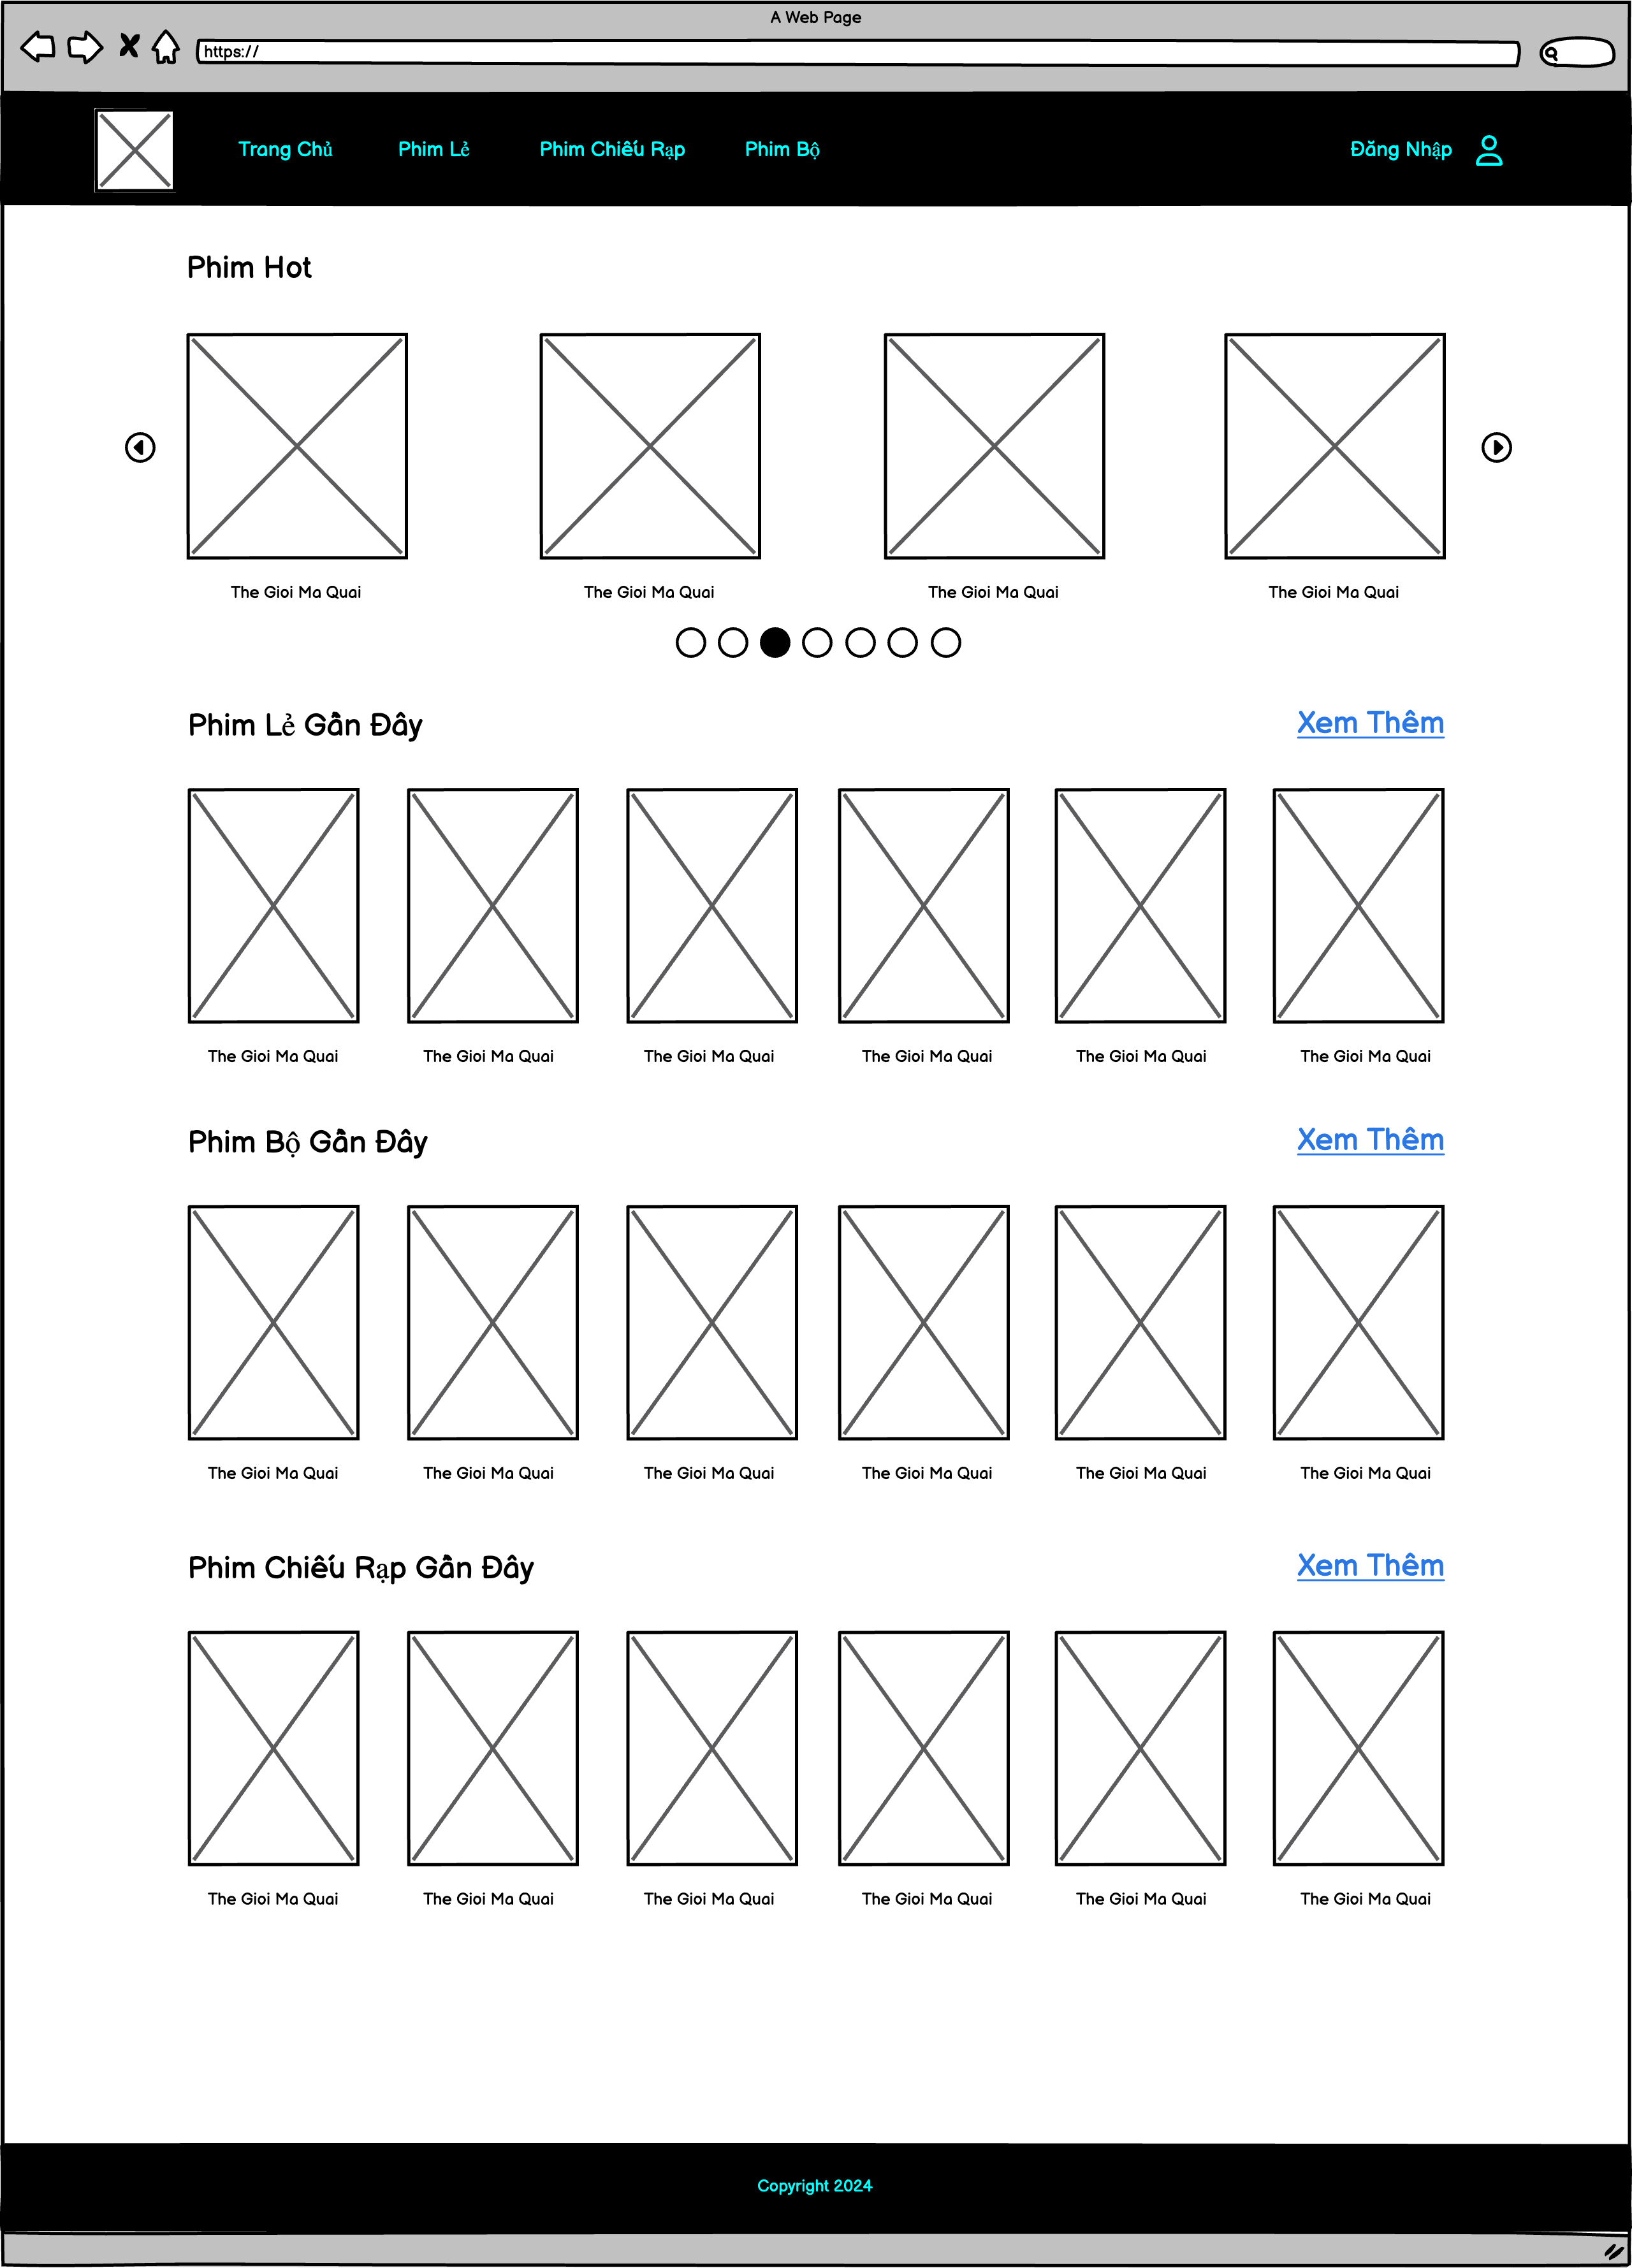 A Web Page
https://
Trang Chủ Phim Lẻ Phim Chiếu Rạp Phim Bộ Đăng Nhập
Phim Hot
The Gioi Ma Quai The Gioi Ma Quai The Gioi Ma Quai The Gioi Ma Quai
Phim Lẻ Gần Đây Xem Thêm
The Gioi Ma Quai The Gioi Ma Quai The Gioi Ma Quai The Gioi Ma Quai The Gioi Ma Quai The Gioi Ma Quai
Phim Bộ Gần Đây Xem Thêm
The Gioi Ma Quai The Gioi Ma Quai The Gioi Ma Quai The Gioi Ma Quai The Gioi Ma Quai The Gioi Ma Quai
Phim Chiếu Rạp Gần Đây Xem Thêm
The Gioi Ma Quai The Gioi Ma Quai The Gioi Ma Quai The Gioi Ma Quai The Gioi Ma Quai The Gioi Ma Quai
Copyright 2024